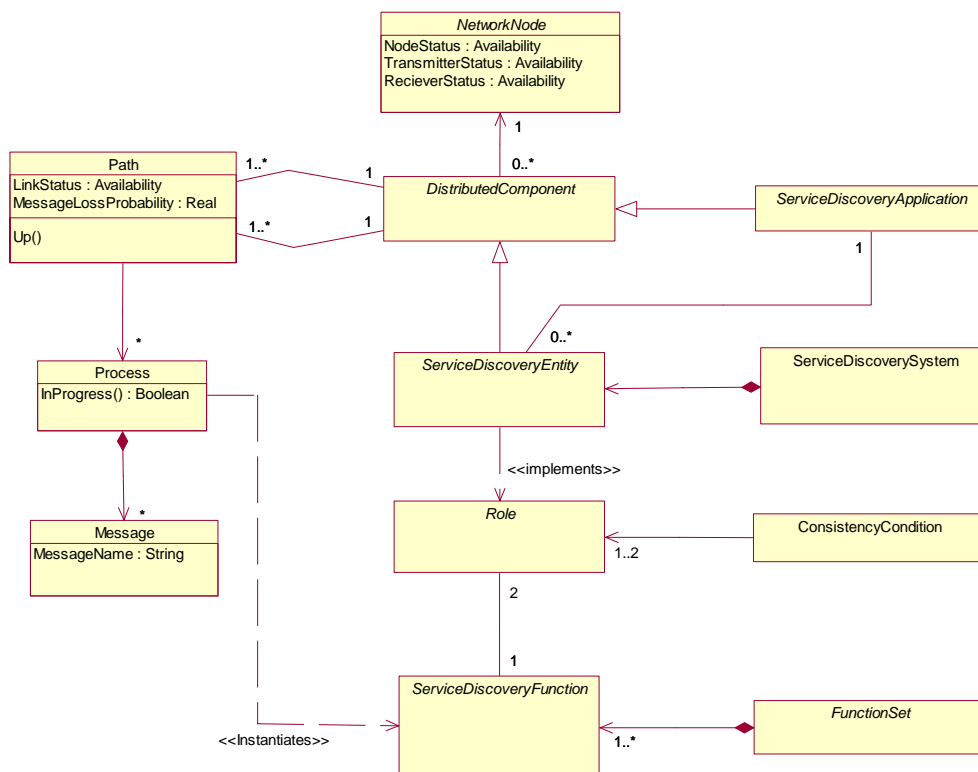 NetworkNode
NodeStatus : Availability
TransmitterStatus : Availability
RecieverStatus : Availability
1
0..*
Path
LinkStatus : Availability
MessageLossProbability : Real
Up()
1..*
1
1..*
1
DistributedComponent
ServiceDiscoveryApplication
1
0..*
*
Process
InProgress() : Boolean
ServiceDiscoveryEntity
ServiceDiscoverySystem
<<implements>>
*
Message
MessageName : String
Role
1..2
ConsistencyCondition
2
1
ServiceDiscoveryFunction
<<Instantiates>>
1..*
FunctionSet